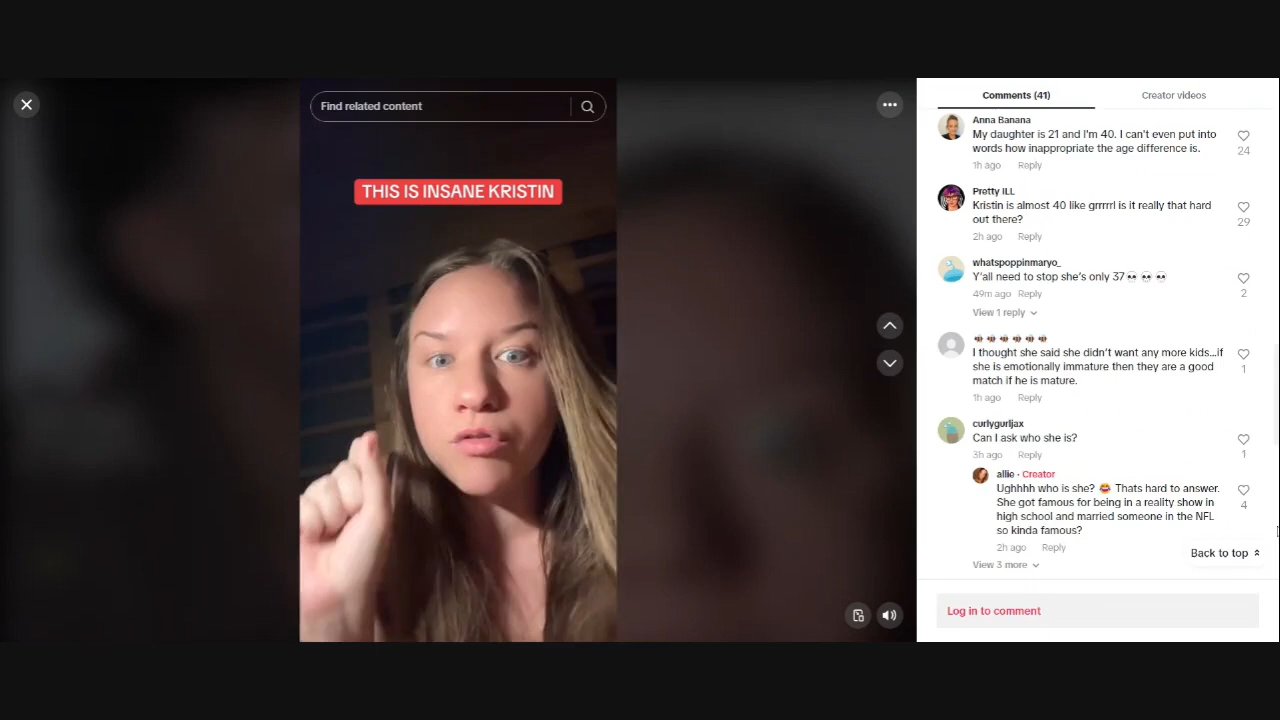 Find related content
THIS IS INSANE KRISTIN
Comments (41)
Creator videos
Anna Banana
My daughter is 21 and I'm 40. I can't even put into
words how inappropriate the age difference is.
24
1h ago Reply
Pretty ILL
Kristin is almost 40 like grrrrrl is it really that hard
out there?
29
2h ago Reply
whatspoppinmaryo_
Y'all need to stop she's only 37💀💀💀
2
49m ago Reply
View 1 reply
🐝🐝🐝🐝🐝🐝
I thought she said she didn't want any more kids...if
she is emotionally immature then they are a good
match if he is mature.
1
1h ago Reply
curlygurljax
Can I ask who she is?
1
3h ago Reply
allie · Creator
Ughhhh who is she? 😂 Thats hard to answer.
She got famous for being in a reality show in
high school and married someone in the NFL
so kinda famous?
4
2h ago Reply
Back to top
View 3 more
Log in to comment